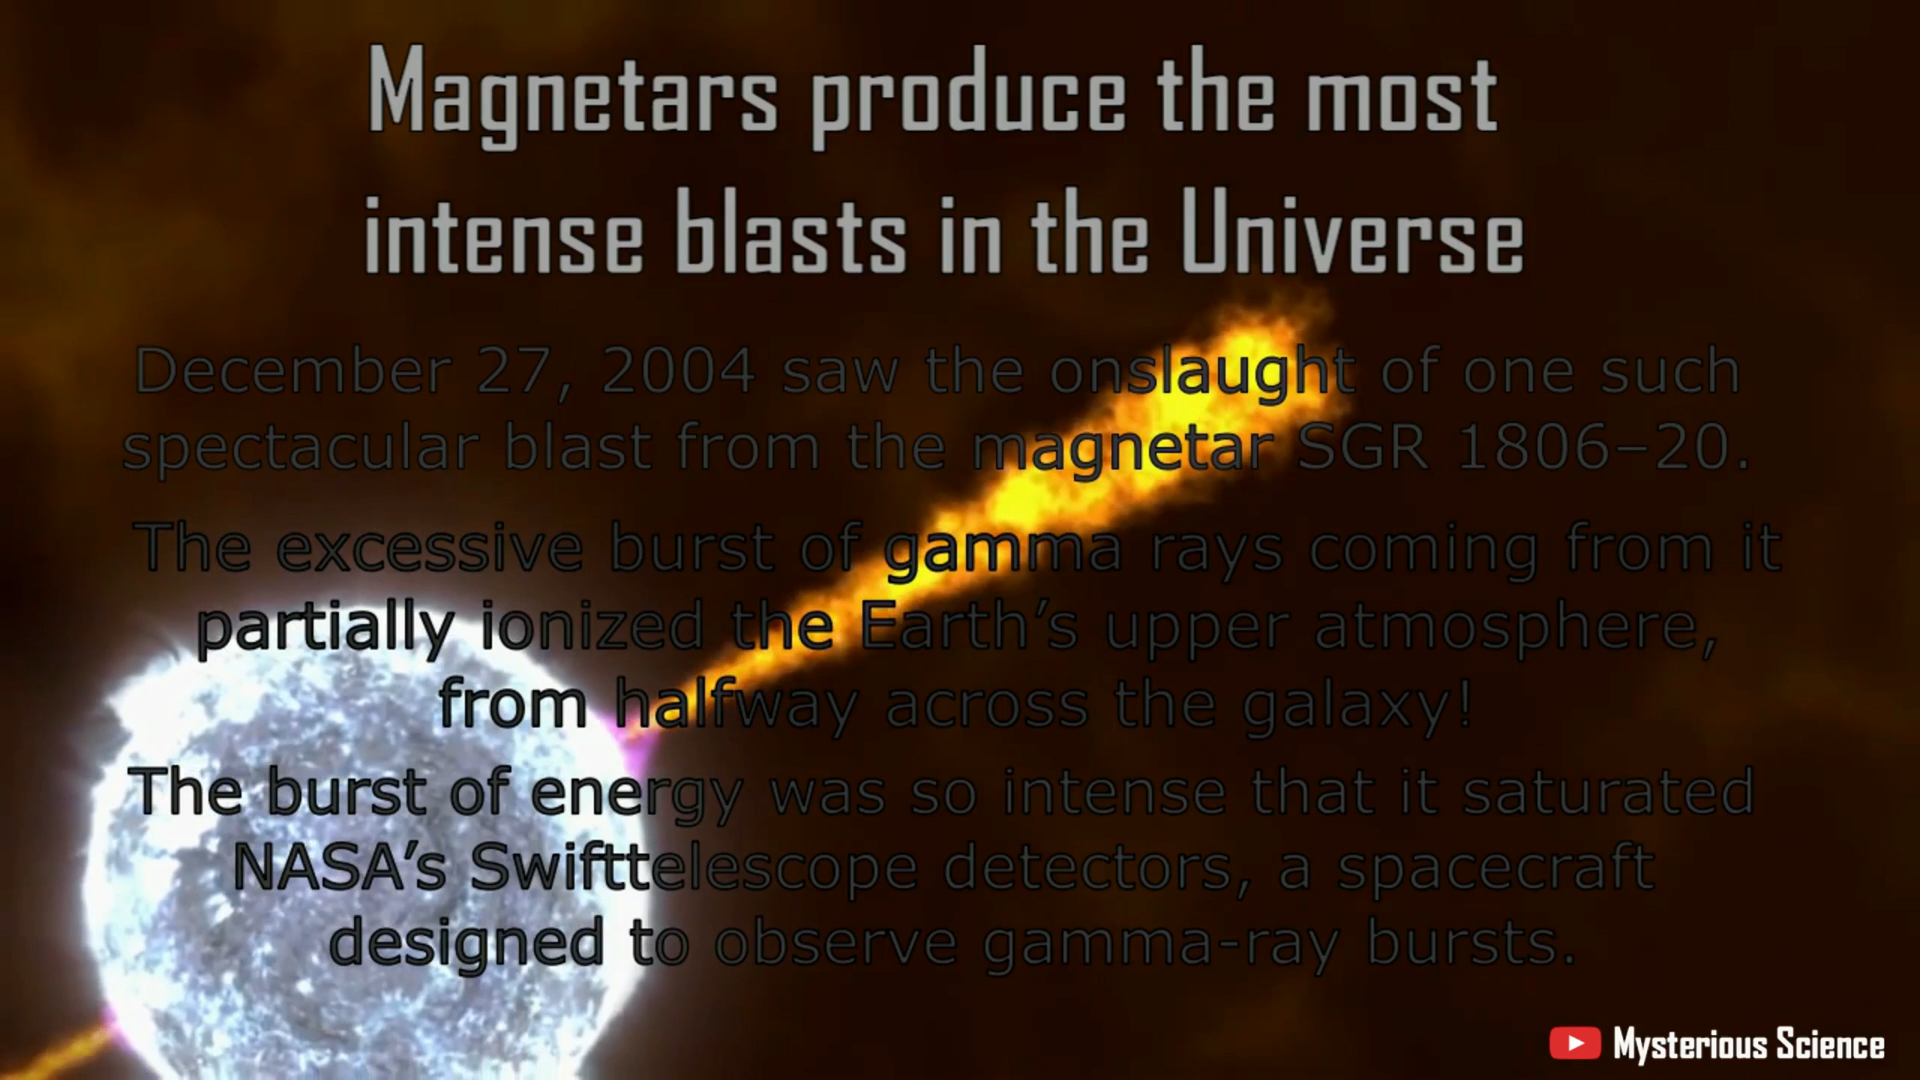 Magnetars produce the most
intense blasts in the Universe
December 27, 2004 saw the onslaught of one such
spectacular blast from the magnetar SGR 1806–20.
The excessive burst of gamma rays coming from it
partially ionized the Earth’s upper atmosphere,
from halfway across the galaxy!
The burst of energy was so intense that it saturated
NASA’s Swifttelescope detectors, a spacecraft
designed to observe gamma-ray bursts.
Mysterious Science